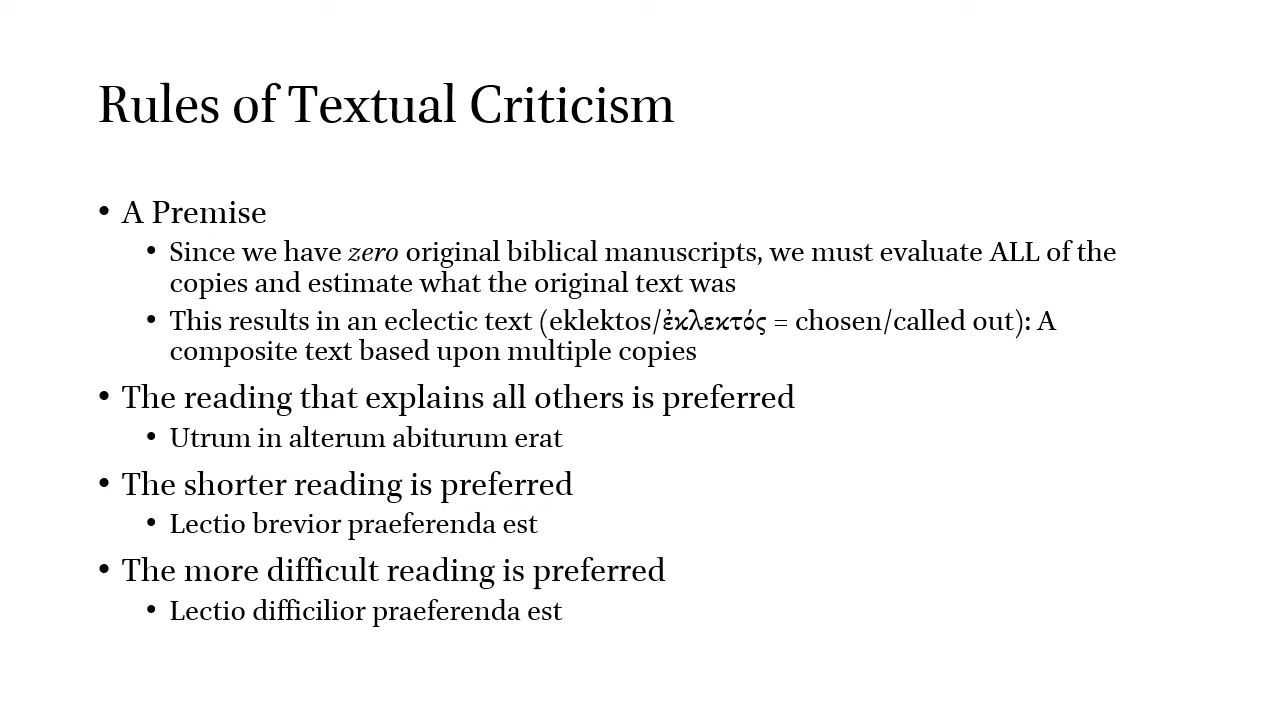 Rules of Textual Criticism
• A Premise
• Since we have zero original biblical manuscripts, we must evaluate ALL of the
copies and estimate what the original text was
• This results in an eclectic text (eklektos/ἐκλεκτός = chosen/called out): A
composite text based upon multiple copies
• The reading that explains all others is preferred
• Utrum in alterum abiturum erat
• The shorter reading is preferred
• Lectio brevior praeferenda est
• The more difficult reading is preferred
• Lectio difficilior praeferenda est